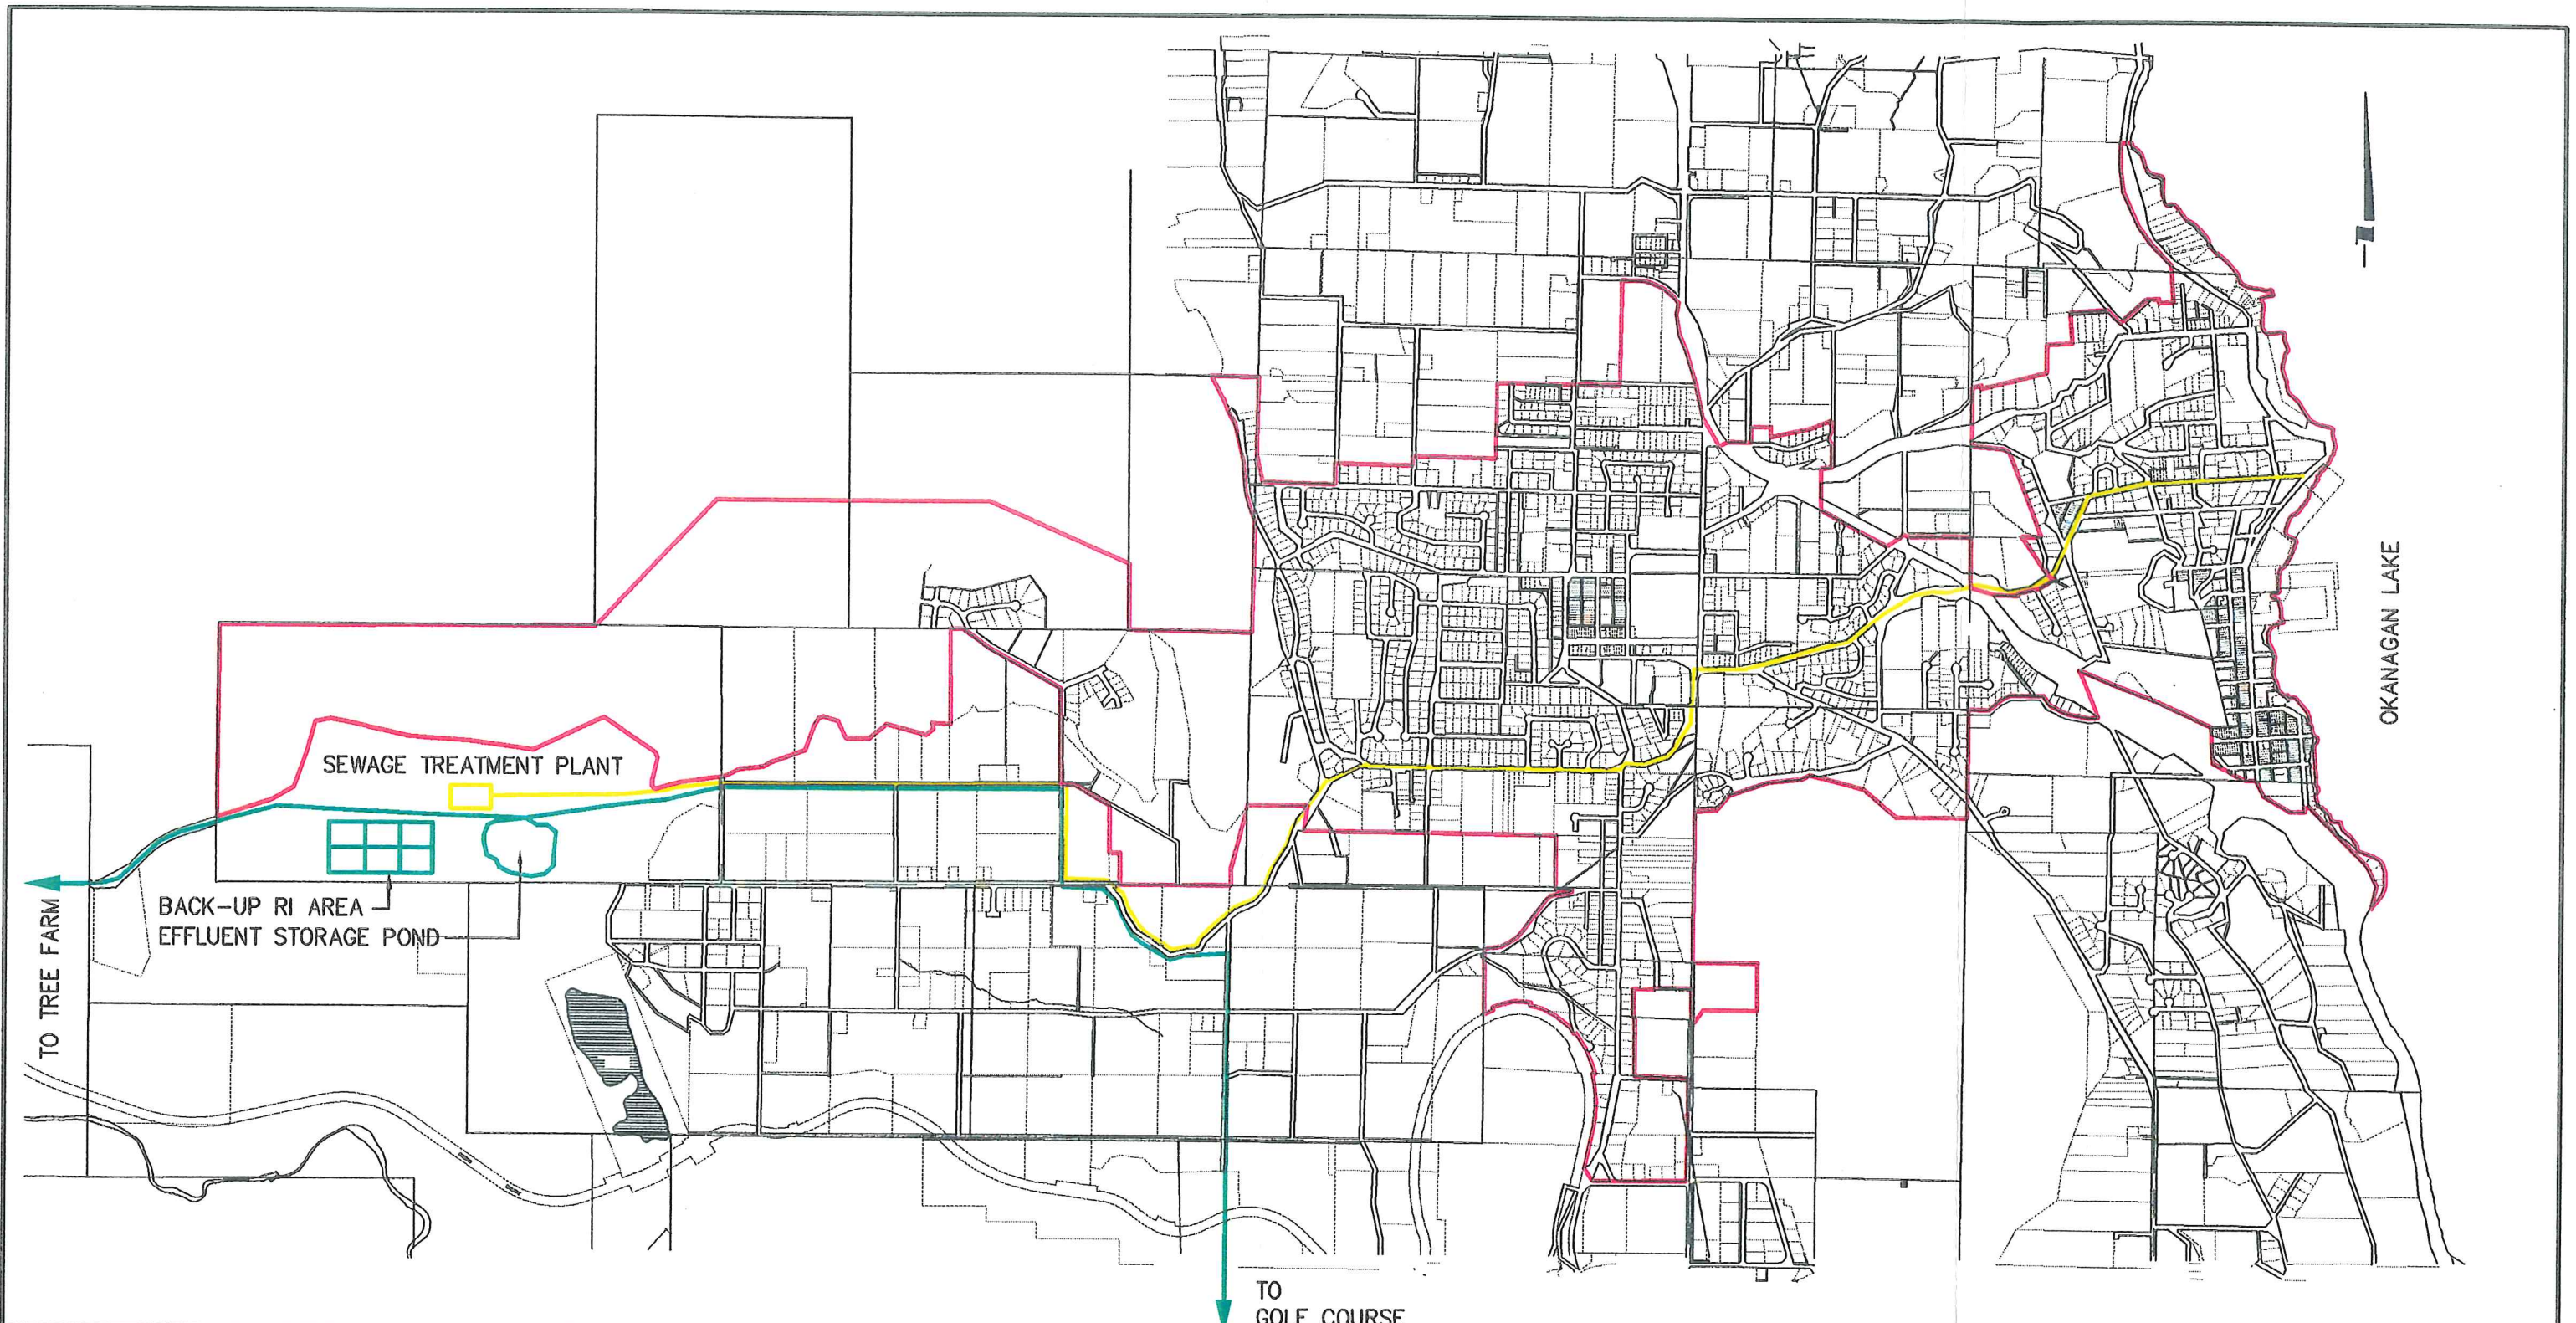 SEWAGE TREATMENT PLANT
BACK-UP RI AREA
EFFLUENT STORAGE POND
TO TREE FARM
TO
GOLF COURSE
OKANAGAN LAKE